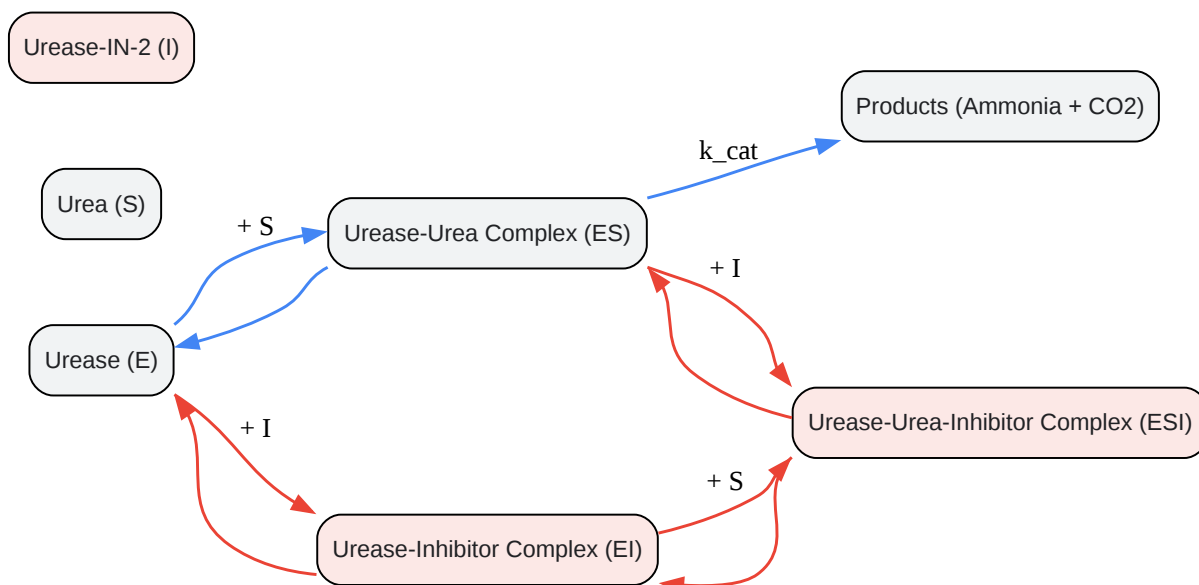 Urease-IN-2 (I)
Products (Ammonia + CO2)
k_cat
Urea (S)
+ S
Urease-Urea Complex (ES)
+ I
Urease (E)
+ I
Urease-Urea-Inhibitor Complex (ESI)
+ S
Urease-Inhibitor Complex (EI)